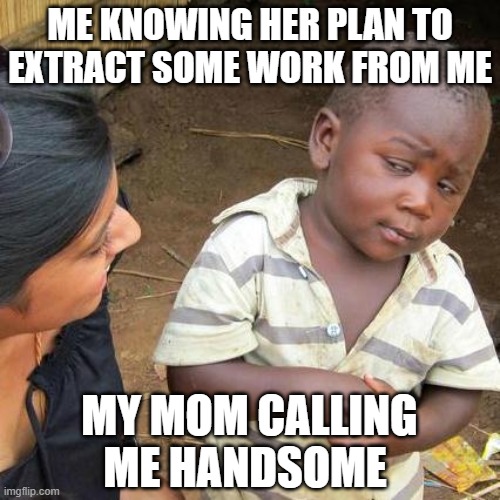 ME KNOWING HER PLAN TO
EXTRACT SOME WORK FROM ME
MY MOM CALLING
ME HANDSOME
imgflip.com